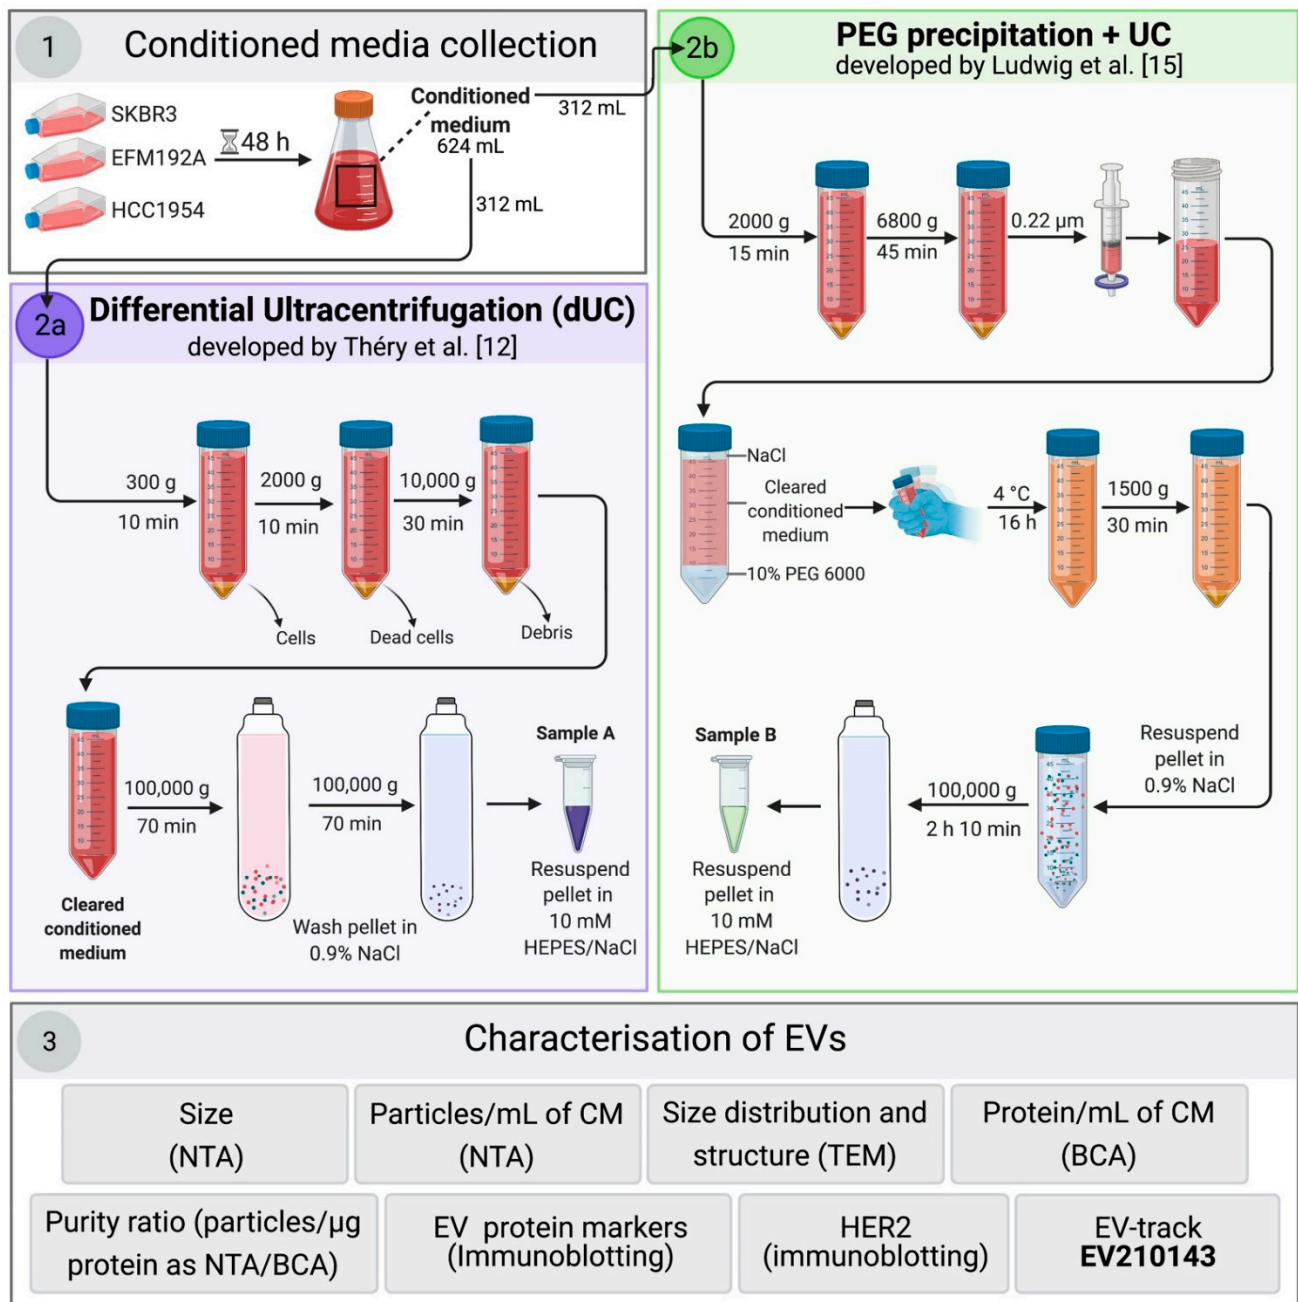 1
Conditioned media collection
SKBR3
EFM192A
HCC1954
48 h
Conditioned
medium
624 mL
312 mL
312 mL
2a
Differential Ultracentrifugation (dUC)
developed by Théry et al. [12]
300 g
10 min
2000 g
10 min
10,000 g
30 min
Cells
Dead cells
Debris
Cleared
conditioned
medium
100,000 g
70 min
100,000 g
70 min
Wash pellet in
0.9% NaCl
Sample A
Resuspend
pellet in
10 mM
HEPES/NaCl
2b
PEG precipitation + UC
developed by Ludwig et al. [15]
2000 g
15 min
6800 g
45 min
0.22 µm
NaCl
Cleared
conditioned
medium
10% PEG 6000
4 °C
16 h
1500 g
30 min
Resuspend
pellet in
0.9% NaCl
100,000 g
2 h 10 min
Sample B
Resuspend
pellet in
10 mM
HEPES/NaCl
3
Characterisation of EVs
Size
(NTA)
Particles/mL of CM
(NTA)
Size distribution and
structure (TEM)
Protein/mL of CM
(BCA)
Purity ratio (particles/µg
protein as NTA/BCA)
EV protein markers
(Immunoblotting)
HER2
(immunoblotting)
EV-track
EV210143